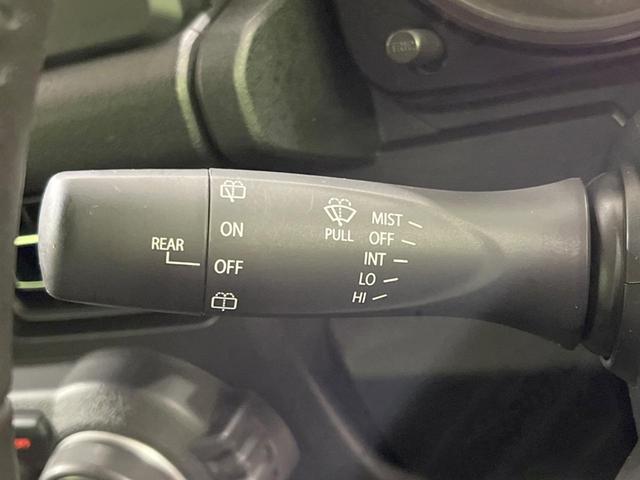 REAR
ON
OFF
PULL
MIST
OFF
INT
LO
HI